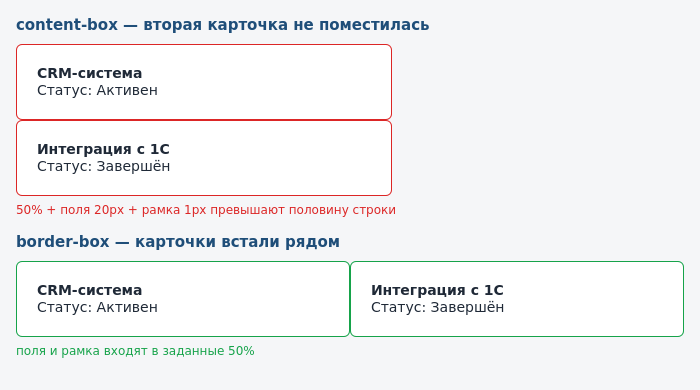 content-box — вторая карточка не поместилась
CRM-система
Статус: Активен
Интеграция с 1С
Статус: Завершён
50% + поля 20px + рамка 1px превышают половину строки
border-box — карточки встали рядом
CRM-система
Статус: Активен
Интеграция с 1С
Статус: Завершён
поля и рамка входят в заданные 50%